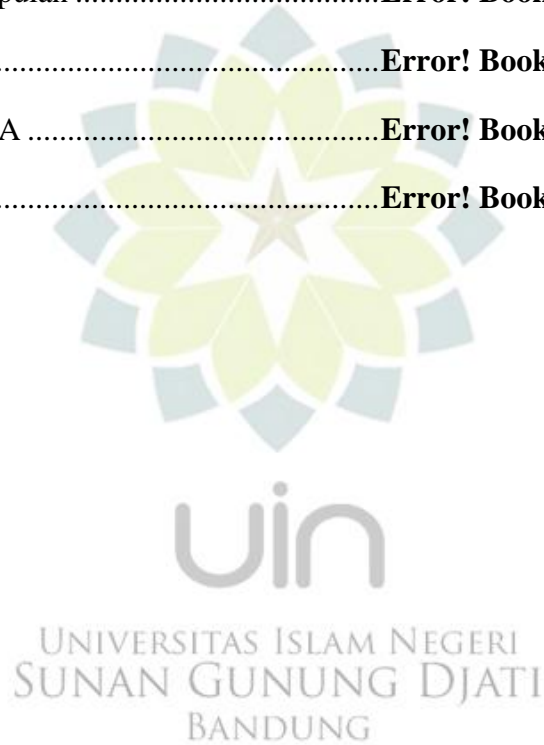 pulan ........................................Error! Book
........................................Error! Book
A ........................................Error! Book
........................................Error! Book
uin
UNIVERSITAS ISLAM NEGERI
SUNAN GUNUNG DJATI
BANDUNG